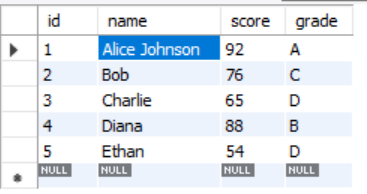 id name score grade
1 Alice Johnson 92 A
2 Bob 76 C
3 Charlie 65 D
4 Diana 88 B
5 Ethan 54 D
NULL NULL NULL NULL